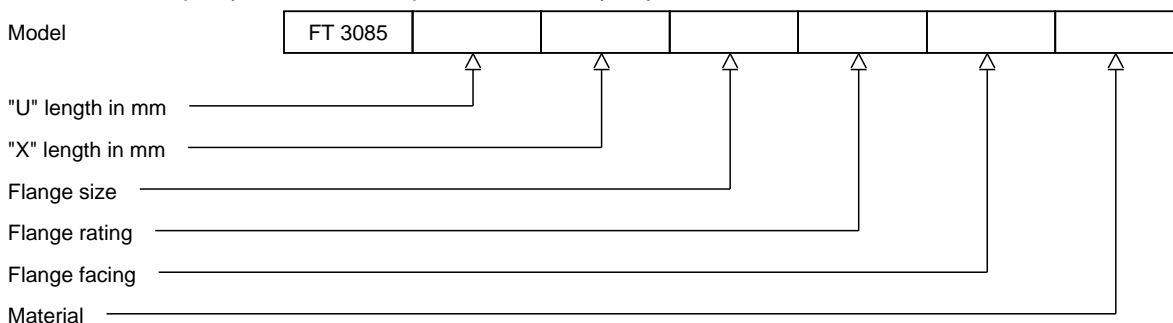 Model FT 3085
"U" length in mm
"X" length in mm
Flange size
Flange rating
Flange facing
Material